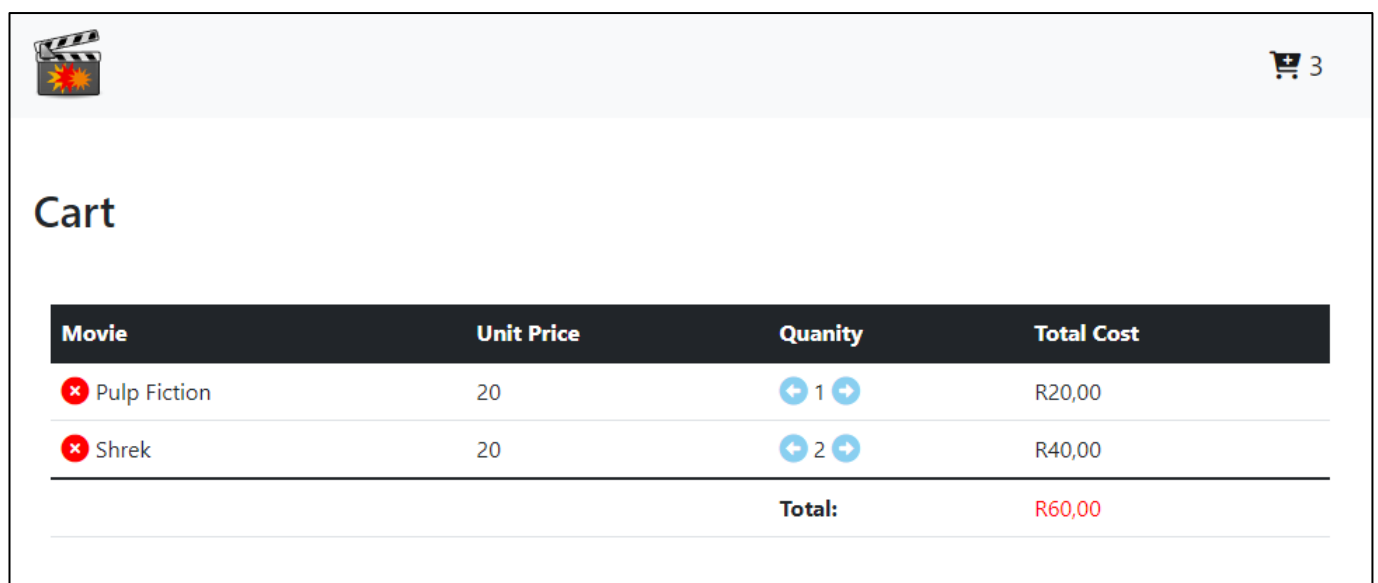 3
Cart
Movie Unit Price Quanity Total Cost
Pulp Fiction 20 1 R20,00
Shrek 20 2 R40,00
Total: R60,00